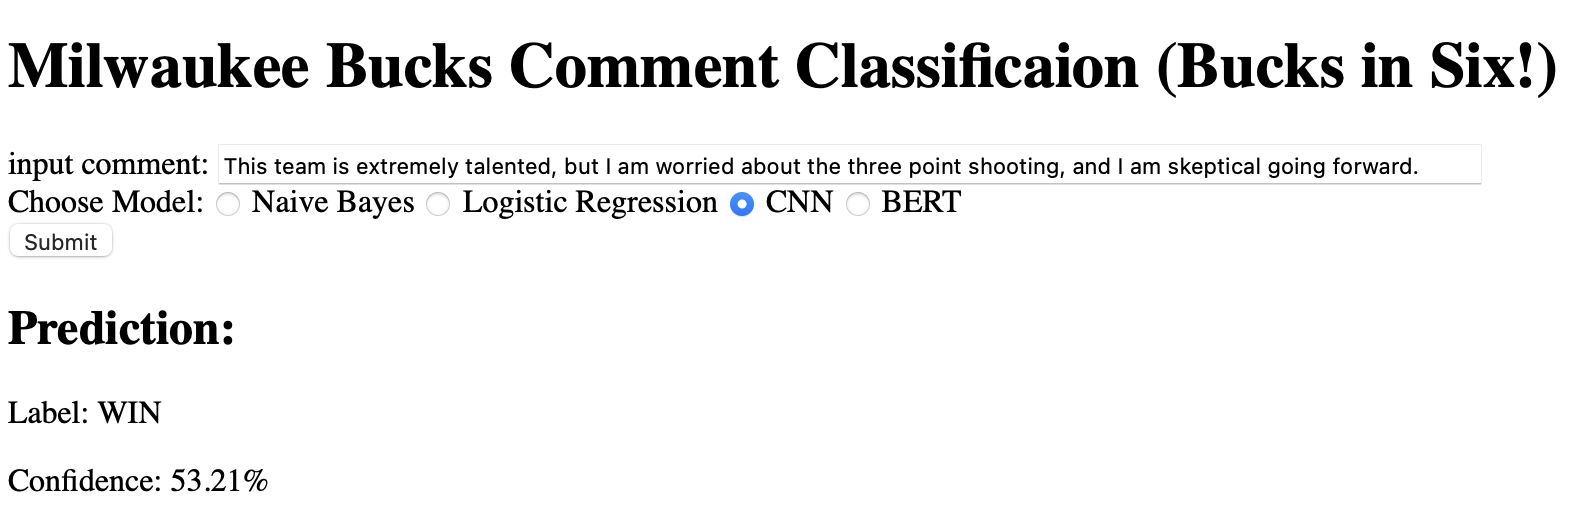 Milwaukee Bucks Comment Classificaion (Bucks in Six!)
input comment: This team is extremely talented, but I am worried about the three point shooting, and I am skeptical going forward.
Choose Model: Naive Bayes Logistic Regression CNN BERT
Submit
Prediction:
Label: WIN
Confidence: 53.21%